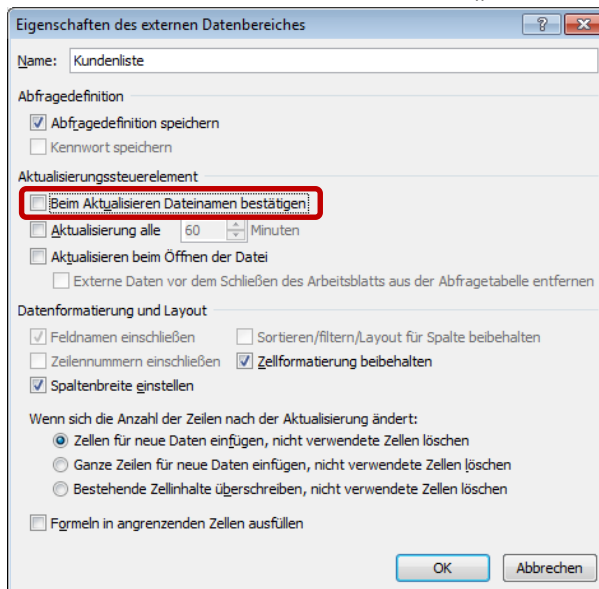 Eigenschaften des externen Datenbereiches
Name: Kundenliste
Abfragedefinition
Abfragedefinition speichern
Kennwort speichern
Aktualisierungssteuerelement
Beim Aktualisieren Dateinamen bestätigen
Aktualisierung alle 60 Minuten
Aktualisieren beim Öffnen der Datei
Externe Daten vor dem Schließen des Arbeitsblatts aus der Abfragetabelle entfernen
Datenformatierung und Layout
Feldnamen einschließen Sortieren/filtern/Layout für Spalte beibehalten
Zeilennummern einschließen Zellformatierung beibehalten
Spaltenbreite einstellen
Wenn sich die Anzahl der Zeilen nach der Aktualisierung ändert:
Zellen für neue Daten einfügen, nicht verwendete Zellen löschen
Ganze Zeilen für neue Daten einfügen, nicht verwendete Zellen löschen
Bestehende Zellinhalte überschreiben, nicht verwendete Zellen löschen
Formeln in angrenzenden Zellen ausfüllen
OK Abbrechen